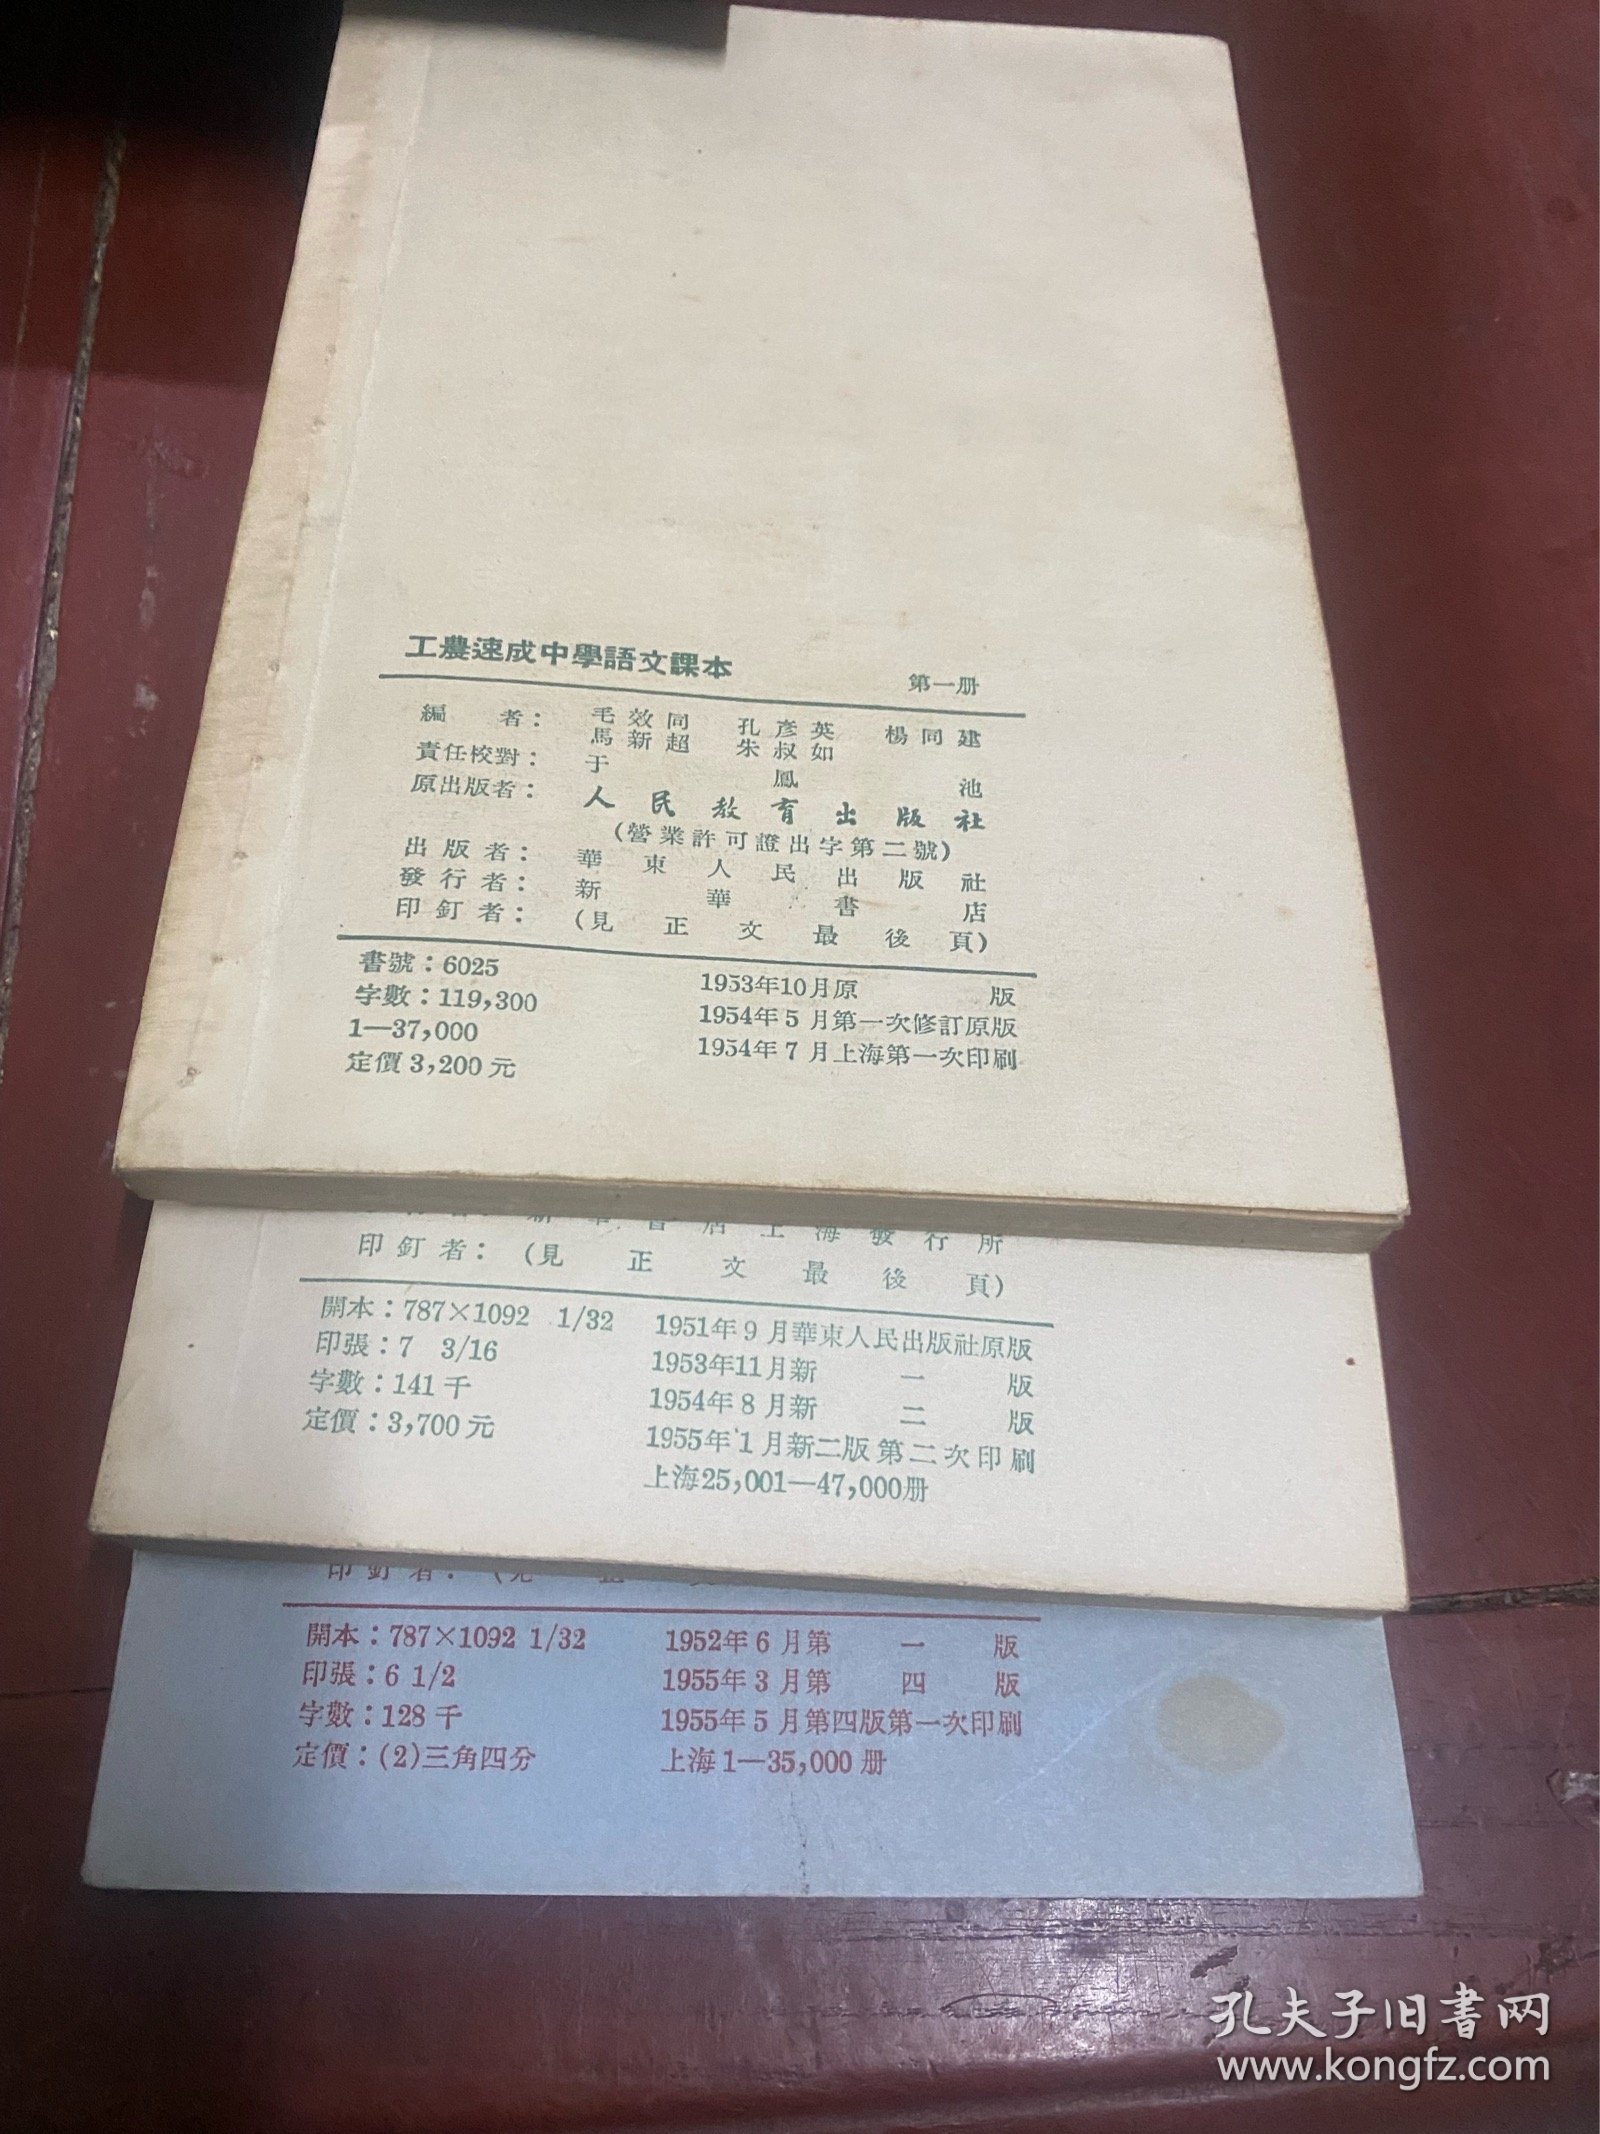 工農速成中學語文課本
第一册
編者：毛效同 孔彥英 楊同建
馬新超 朱叔如
責任校對：于鳳池
原出版者：人民教育出版社
（營業許可證出字第二號）
出版者：華東人民出版社
發行者：新華書店
印釘者：（見正文最後頁）
書號：6025
字數：119,300
1—37,000
定價3,200元
1953年10月原版
1954年5月第一次修訂原版
1954年7月上海第一次印刷
新華書店上海發行所
印釘者：（見正文最後頁）
開本：787×1092 1/32
印張：7 3/16
字數：141千
定價：3,700元
1951年9月華東人民出版社原版
1953年11月新一版
1954年8月新二版
1955年1月新二版第二次印刷
上海25,001—47,000册
印釘者：（見正
開本：787×1092 1/32
印張：6 1/2
字數：128千
定價：(2)三角四分
1952年6月第一版
1955年3月第四版
1955年5月第四版第一次印刷
上海1—35,000册
孔夫子旧書网
www.kongfz.com